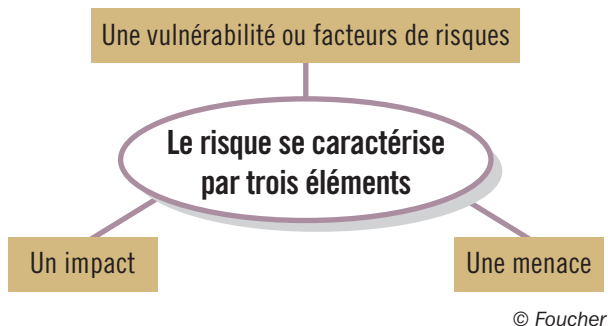 Une vulnérabilité ou facteurs de risques
Le risque se caractérise
par trois éléments
Un impact
Une menace
© Foucher